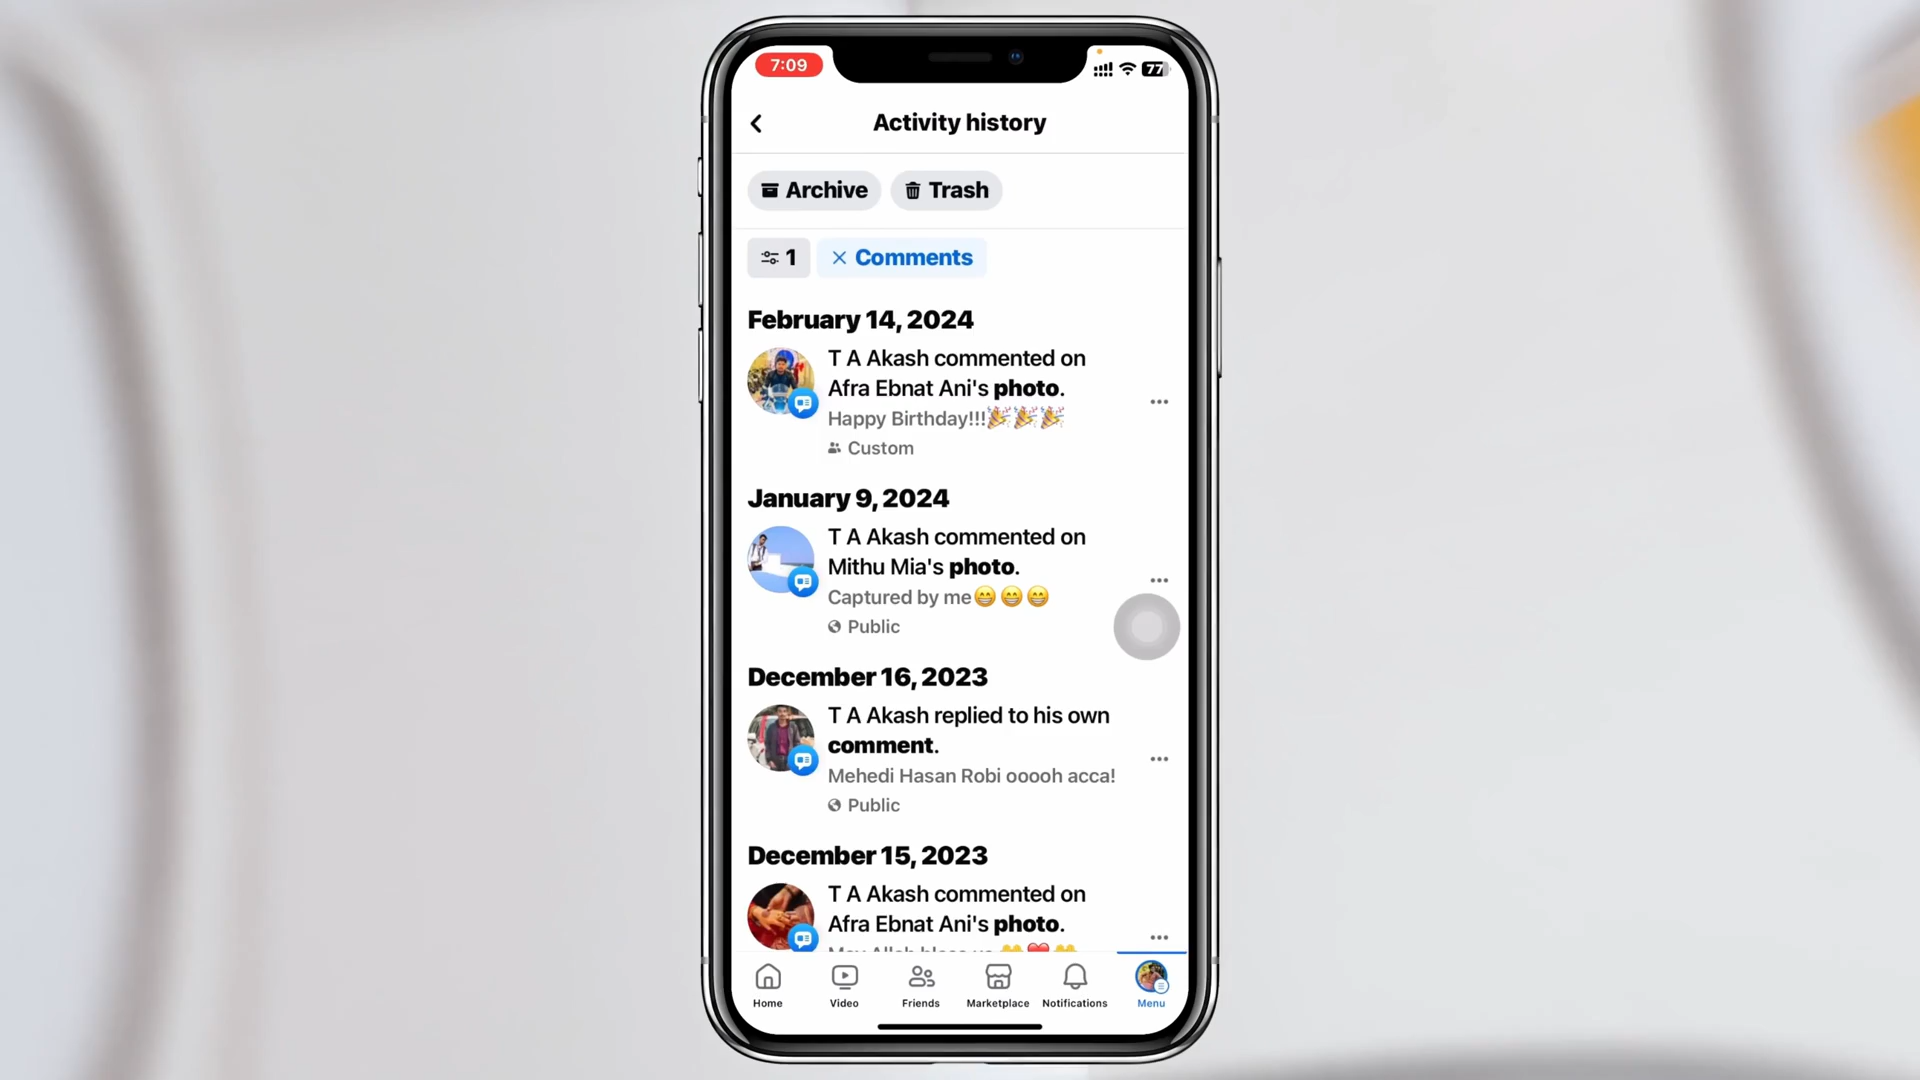 7:09
77
Activity history
Archive
Trash
1
Comments
February 14, 2024
T A Akash commented on
Afra Ebnat Ani's photo.
Happy Birthday!!!🎉🎉🎉
Custom
January 9, 2024
T A Akash commented on
Mithu Mia's photo.
Captured by me😁😁😁
Public
December 16, 2023
T A Akash replied to his own
comment.
Mehedi Hasan Robi ooooh acca!
Public
December 15, 2023
T A Akash commented on
Afra Ebnat Ani's photo.
Home
Video
Friends
Marketplace
Notifications
Menu